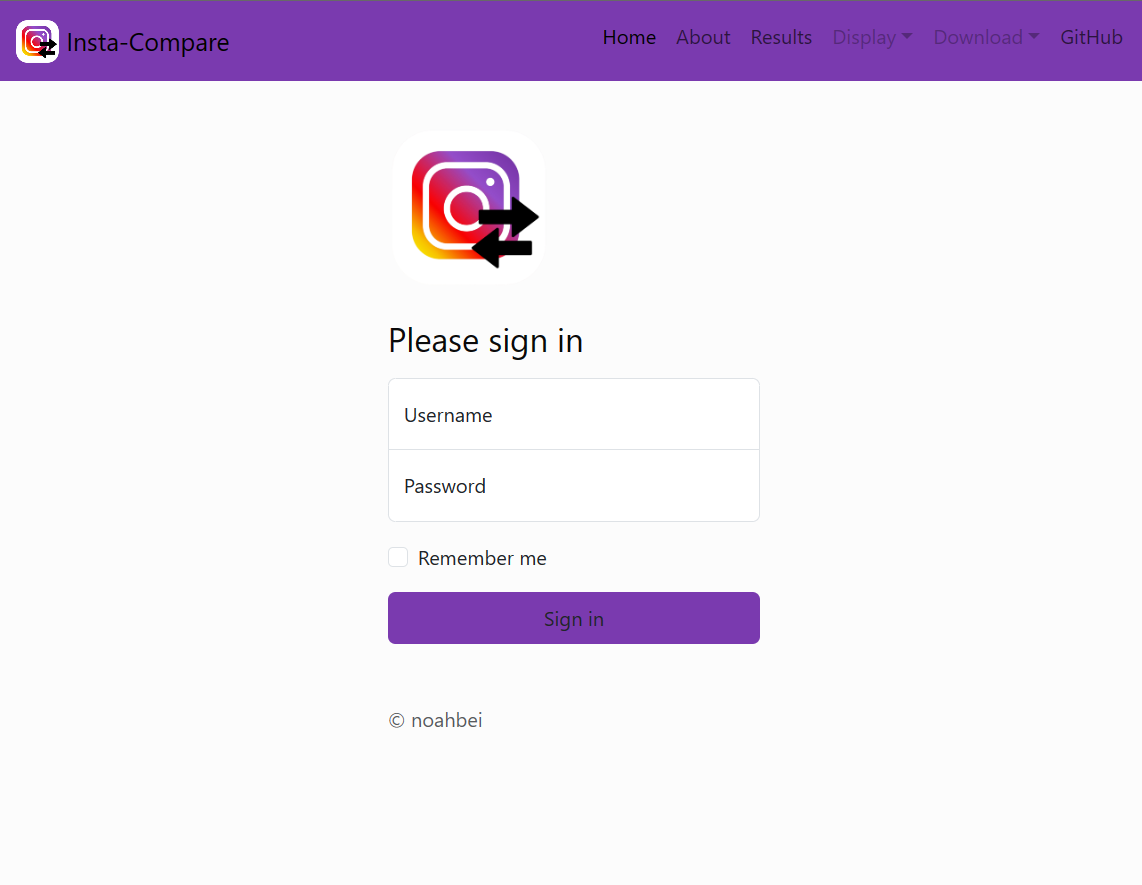 Insta-Compare
Home About Results Display Download GitHub
Please sign in
Username
Password
Remember me
Sign in
© noahbei